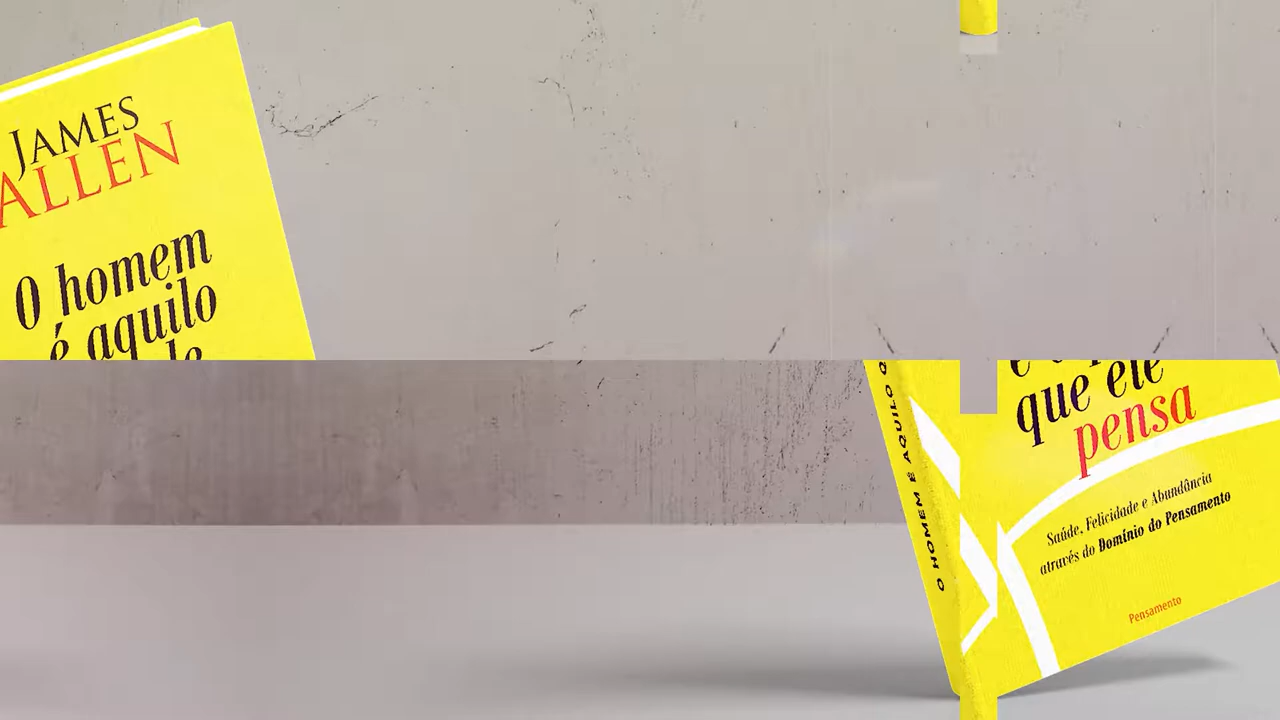 JAMES
ALLEN
O homem
é aquilo
que ele
pensa
Saúde, Felicidade e Abundância
através do Domínio do Pensamento
Pensamento
O HOMEM É AQUILO